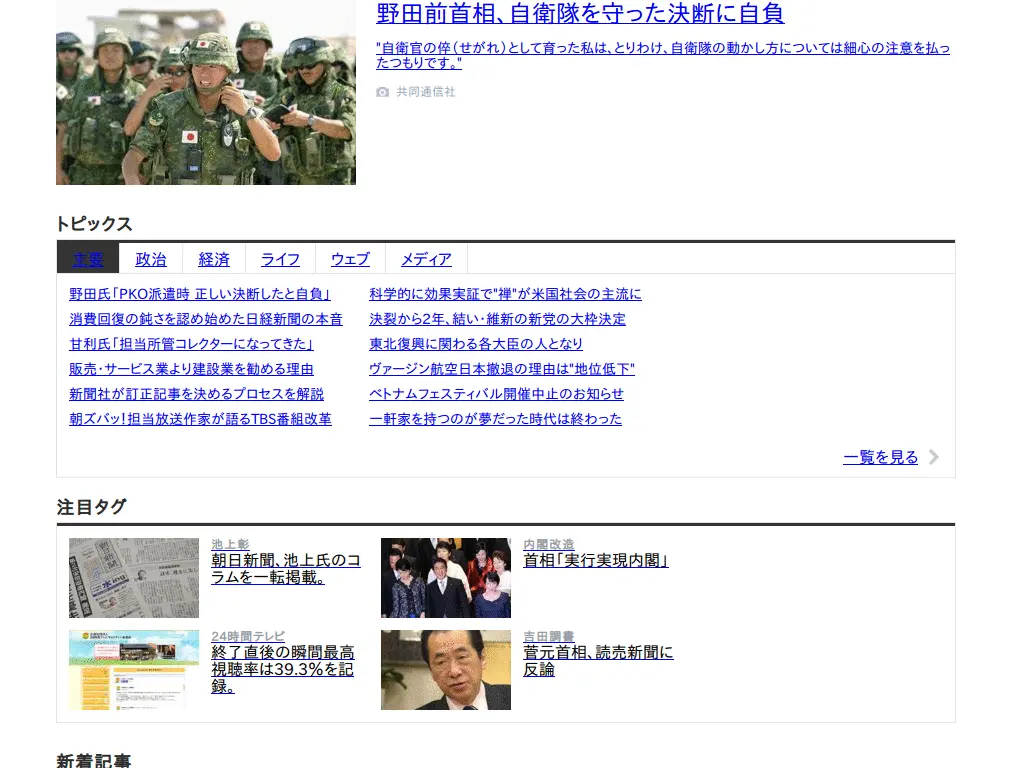 野田前首相、自衛隊を守った決断に自負
"自衛官の倅（せがれ）として育った私は、とりわけ、自衛隊の動かし方については細心の注意を払っ
たつもりです。"
共同通信社
トピックス
主要 政治 経済 ライフ ウェブ メディア
野田氏「PKO派遣時 正しい決断したと自負」
消費回復の鈍さを認め始めた日経新聞の本音
甘利氏「担当所管コレクターになってきた」
販売・サービス業より建設業を勧める理由
新聞社が訂正記事を決めるプロセスを解説
朝ズバッ！担当放送作家が語るTBS番組改革
科学的に効果実証で"禅"が米国社会の主流に
決裂から2年、結い・維新の新党の大枠決定
東北復興に関わる各大臣の人となり
ヴァージン航空日本撤退の理由は"地位低下"
ベトナムフェスティバル開催中止のお知らせ
一軒家を持つのが夢だった時代は終わった
一覧を見る
注目タグ
池上彰
朝日新聞、池上氏のコ
ラムを一転掲載。
内閣改造
首相「実行実現内閣」
24時間テレビ
終了直後の瞬間最高
視聴率は39.3％を記
録。
吉田調書
菅元首相、読売新聞に
反論
新着記事